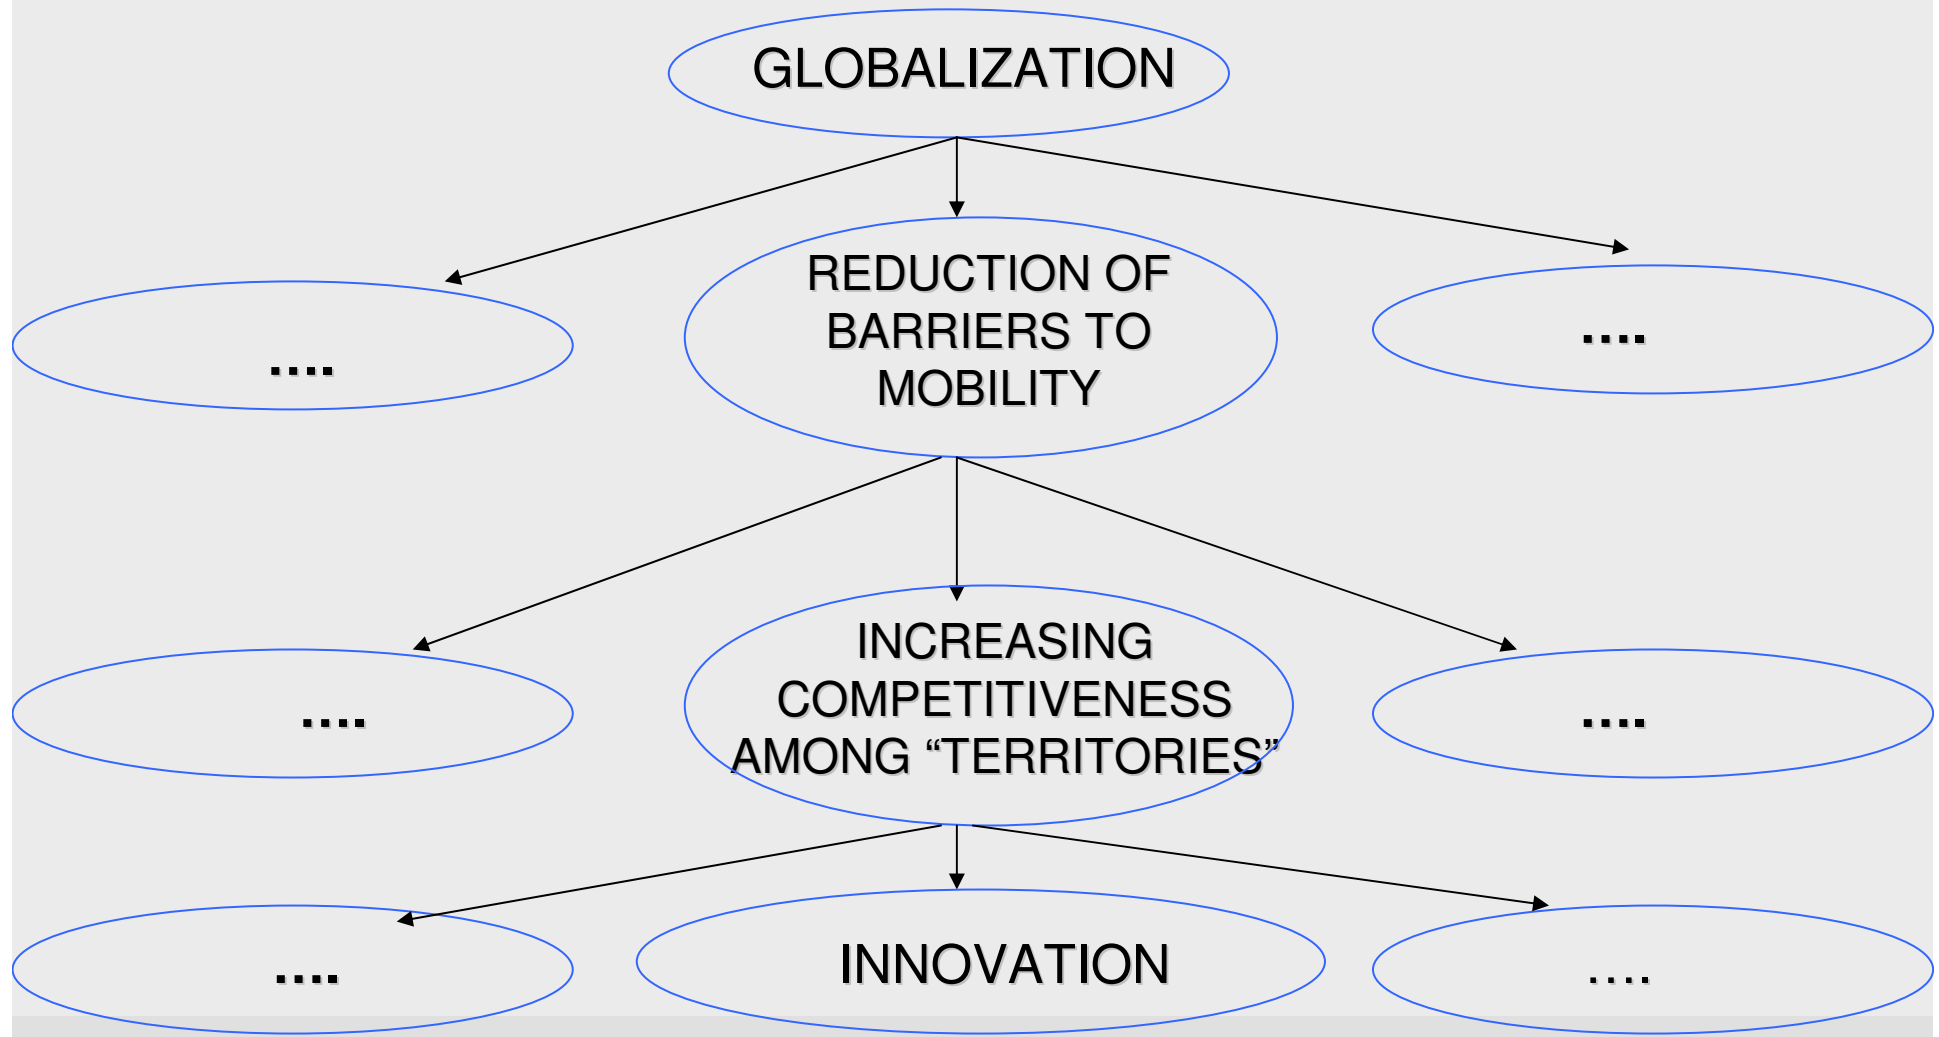 GLOBALIZATION
REDUCTION OF
BARRIERS TO
MOBILITY
....
....
INCREASING
COMPETITIVENESS
AMONG “TERRITORIES”
....
....
....
INNOVATION
....